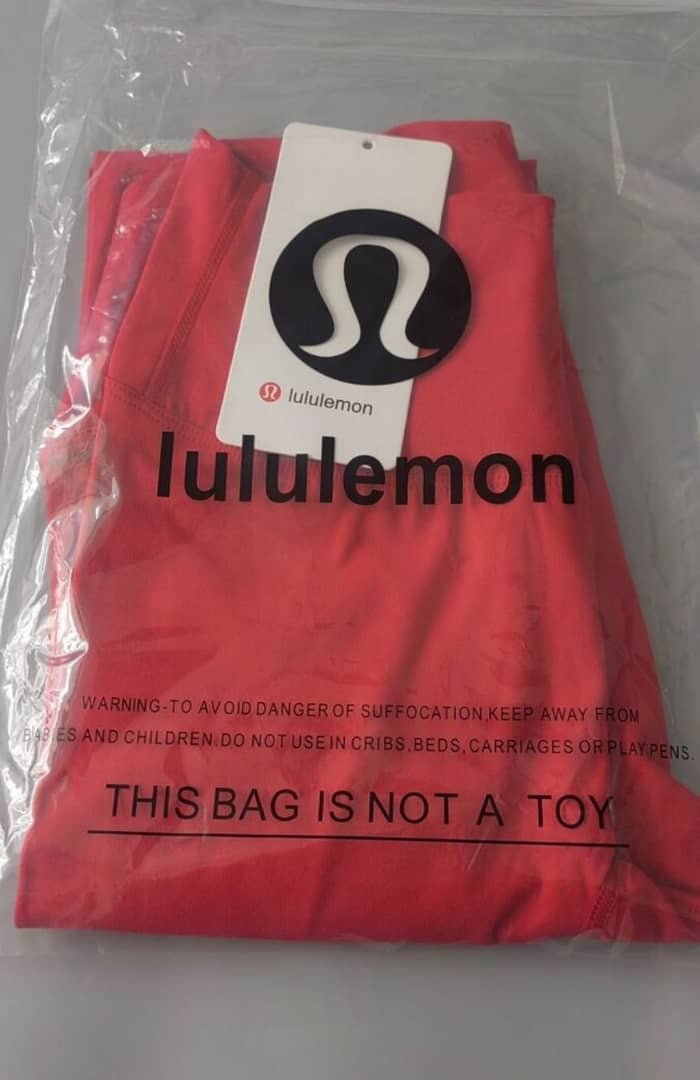 lululemon
lululemon
WARNING-TO AVOID DANGER OF SUFFOCATION,KEEP AWAY FROM
BABIES AND CHILDREN.DO NOT USE IN CRIBS,BEDS,CARRIAGES OR PLAY PENS.
THIS BAG IS NOT A TOY